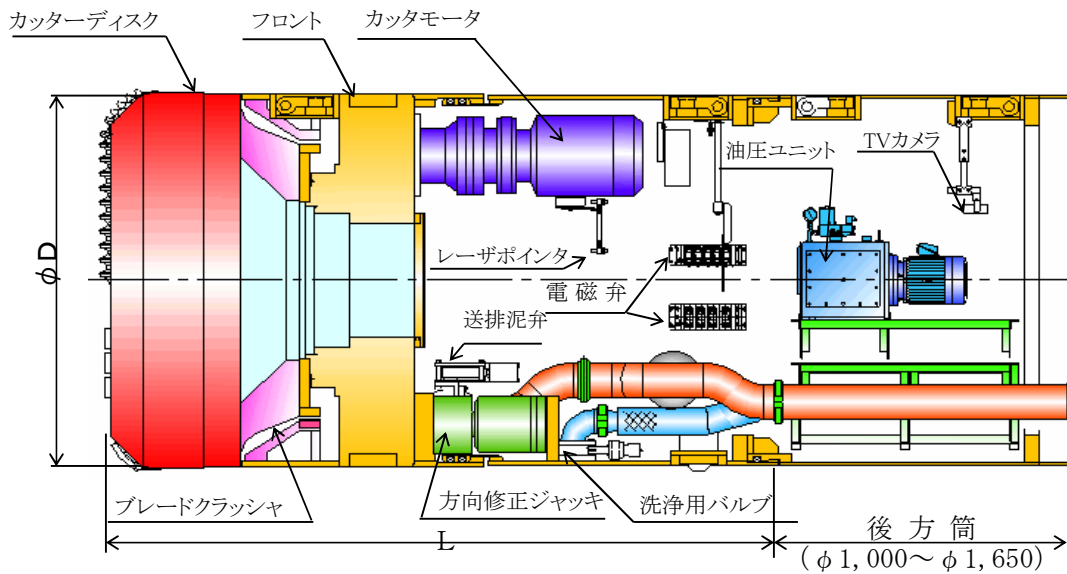 カッターディスク
フロント
カッタモータ
油圧ユニット
TVカメラ
φD
レーザポインタ
電磁弁
送排泥弁
ブレードクラッシャ
方向修正ジャッキ
洗浄用バルブ
L
後方筒
(φ1,000～φ1,650)